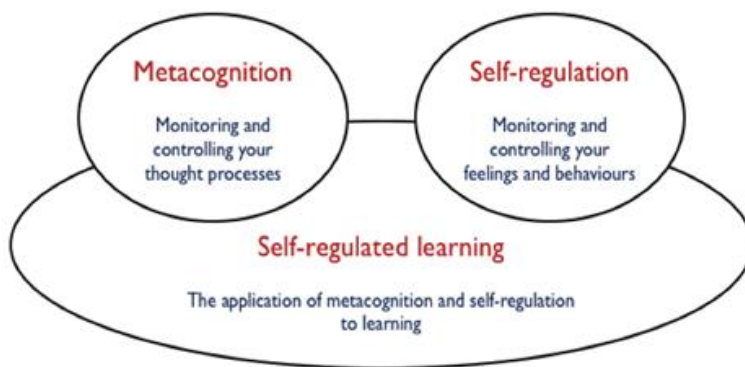 Metacognition
Monitoring and
controlling your
thought processes
Self-regulation
Monitoring and
controlling your
feelings and behaviours
Self-regulated learning
The application of metacognition and self-regulation
to learning